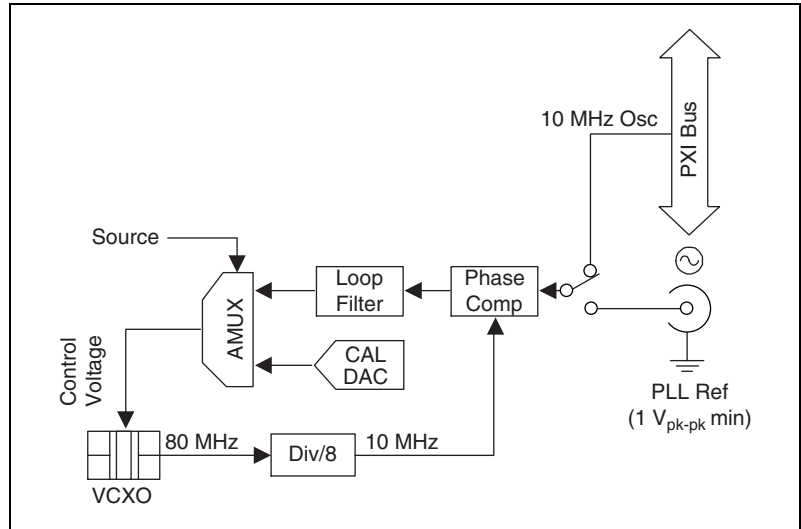 10 MHz Osc
PXI Bus
Source
Loop
Filter
Phase
Comp
AMUX
CAL
DAC
Control
Voltage
PLL Ref
(1 Vpk-pk min)
80 MHz
Div/8
10 MHz
VCXO